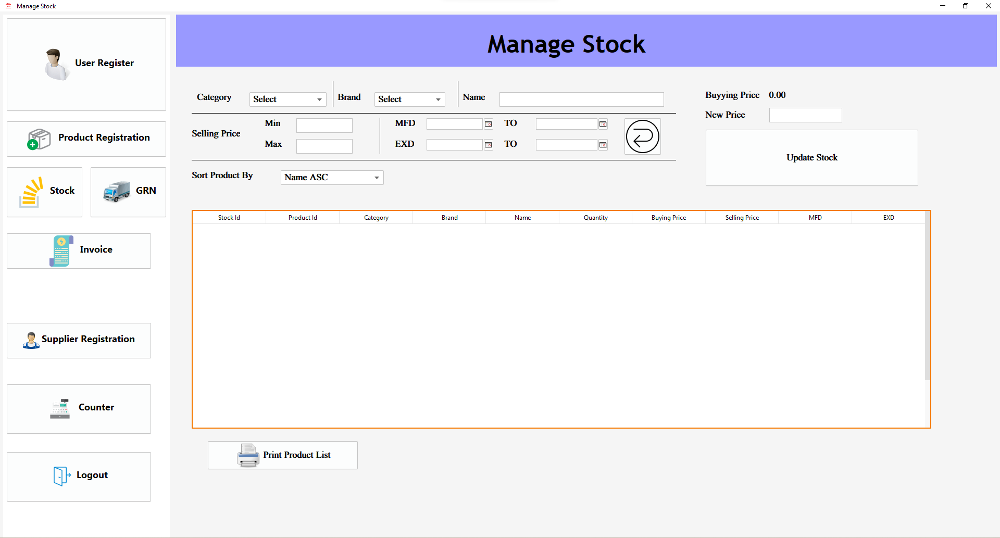 Manage Stock
User Register
Product Registration
Stock
GRN
Invoice
Supplier Registration
Counter
Logout
Manage Stock
Category Select Brand Select Name
Selling Price
Min
Max
MFD TO
EXD TO
Sort Product By Name ASC
Buyying Price 0.00
New Price
Update Stock
Stock Id Product Id Category Brand Name Quantity Buying Price Selling Price MFD EXD
Print Product List